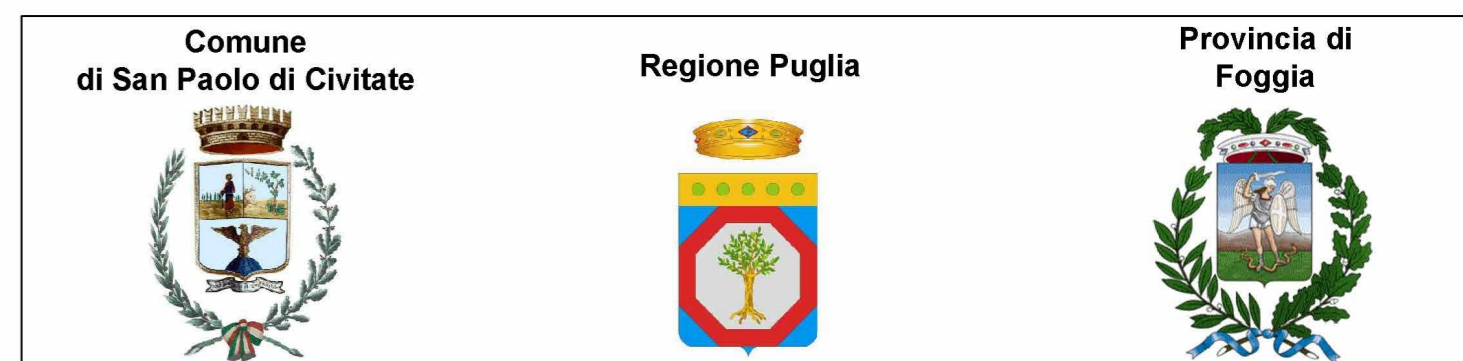 Comune
di San Paolo di Civitate
Regione Puglia
Provincia di
Foggia